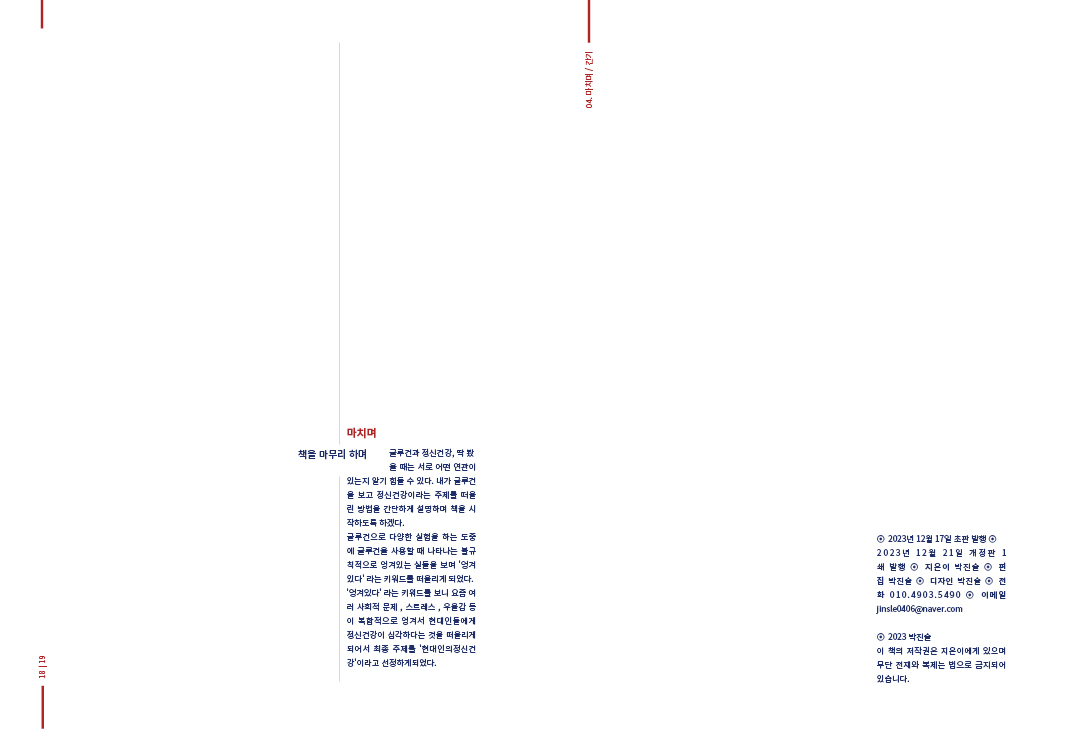 04. 마치며 / 간기
마치며
책을 마무리 하며
글루건과 정신건강, 딱 봤
을 때는 서로 어떤 연관이
있는지 알기 힘들 수 있다. 내가 글루건
을 보고 정신건강이라는 주제를 떠올
린 방법을 간단하게 설명하며 책을 시
작하도록 하겠다.
글루건으로 다양한 실험을 하는 도중
에 글루건을 사용할 때 나타나는 불규
칙적으로 엉겨있는 실들을 보며 '엉겨
있다' 라는 키워드를 떠올리게 되었다.
'엉겨있다' 라는 키워드를 보니 요즘 여
러 사회적 문제 , 스트레스 , 우울감 등
이 복합적으로 엉겨서 현대인들에게
정신건강이 심각하다는 것을 떠올리게
되어서 최종 주제를 '현대인의정신건
강'이라고 선정하게되었다.
18 | 19
⦿ 2023년 12월 17일 초판 발행 ⦿
2023년 12월 21일 개정판 1
쇄 발행 ⦿ 지은이 박진슬 ⦿ 편
집 박진슬 ⦿ 디자인 박진슬 ⦿ 전
화 010.4903.5490 ⦿ 이메일
jinsle0406@naver.com
⦿ 2023 박진슬
이 책의 저작권은 지은이에게 있으며
무단 전재와 복제는 법으로 금지되어
있습니다.